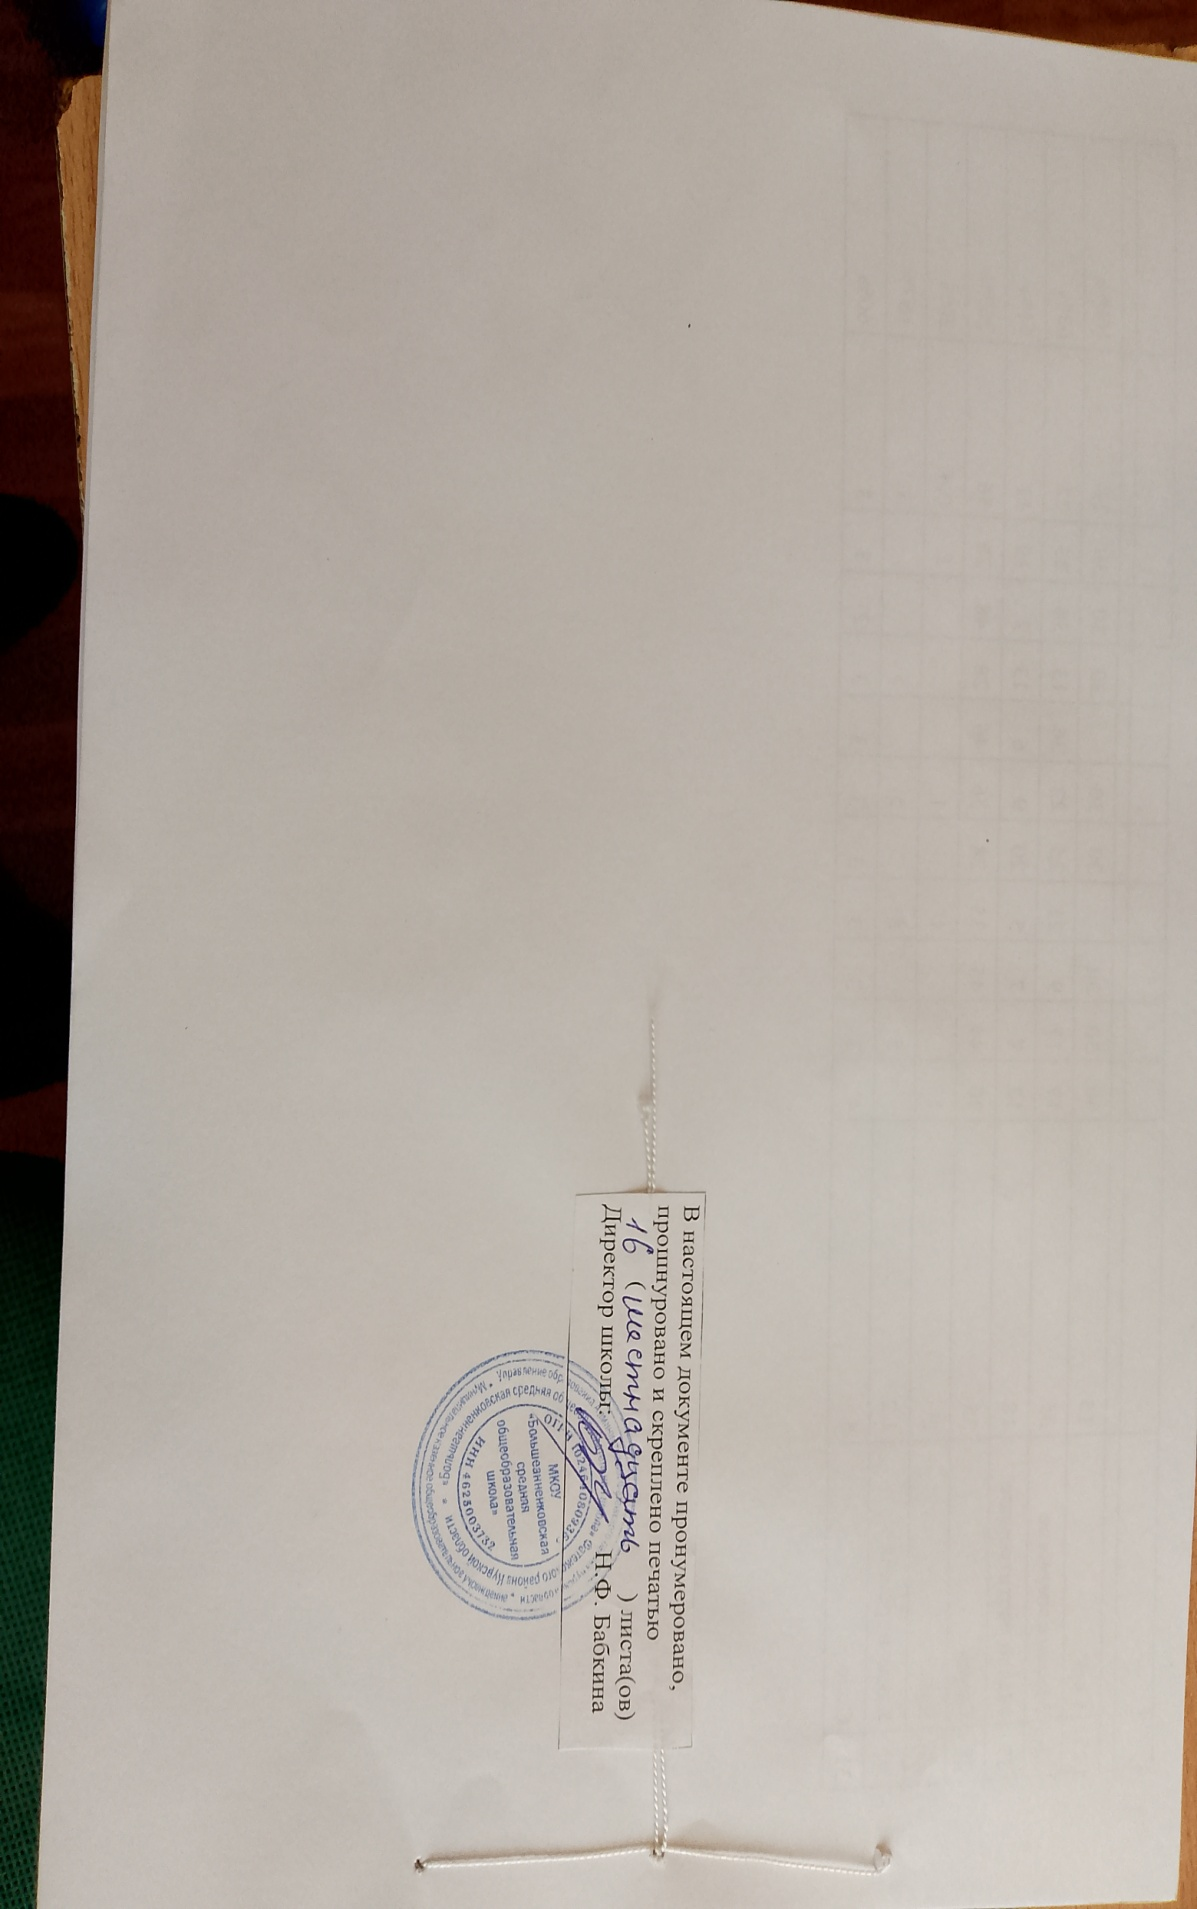 В настоящем документе пронумеровано,
прошнуровано и скреплено печатью
16 (шестнадцать ) листа(ов)
Директор школы: Н.Ф. Бабкина
МКОУ
«Большеанненковская
средняя
общеобразовательная
школа»
ИНН 4625003732